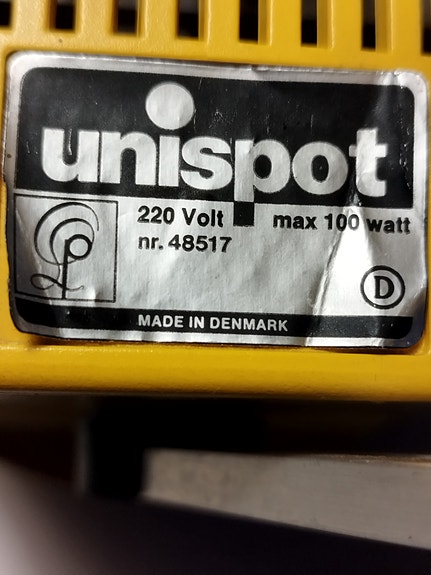 unispot
220 Volt max 100 watt
nr. 48517
D
MADE IN DENMARK